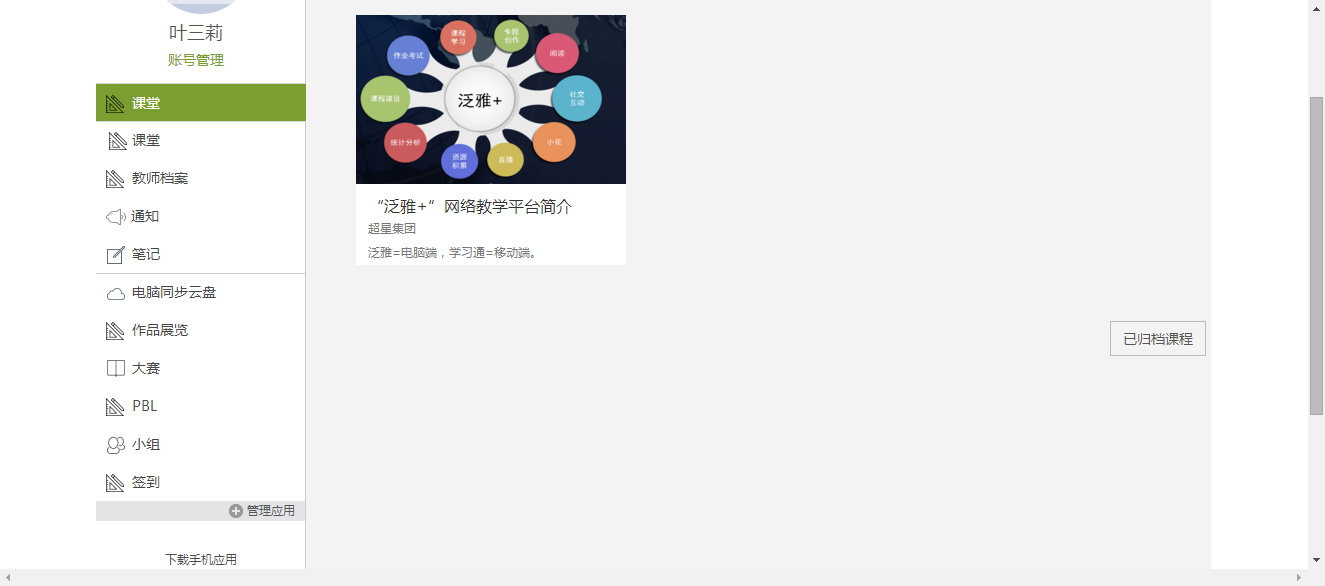 叶三莉
账号管理
课堂
课堂
教师档案
通知
笔记
电脑同步云盘
作品展览
大赛
PBL
小组
签到
管理应用
下载手机应用
课程
学习
专题
创作
作业考试
阅读
课程建设
泛雅+
社交
互动
统计分析
小花
资源
积累
直播
“泛雅+”网络教学平台简介
超星集团
泛雅=电脑端，学习通=移动端。
已归档课程